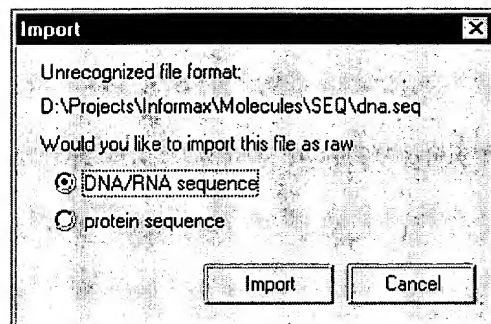 Import
Unrecognized file format:
D:\Projects\Informax\Molecules\SEQ\dna.seq
Would you like to import this file as raw
DNA/RNA sequence
protein sequence
Import Cancel